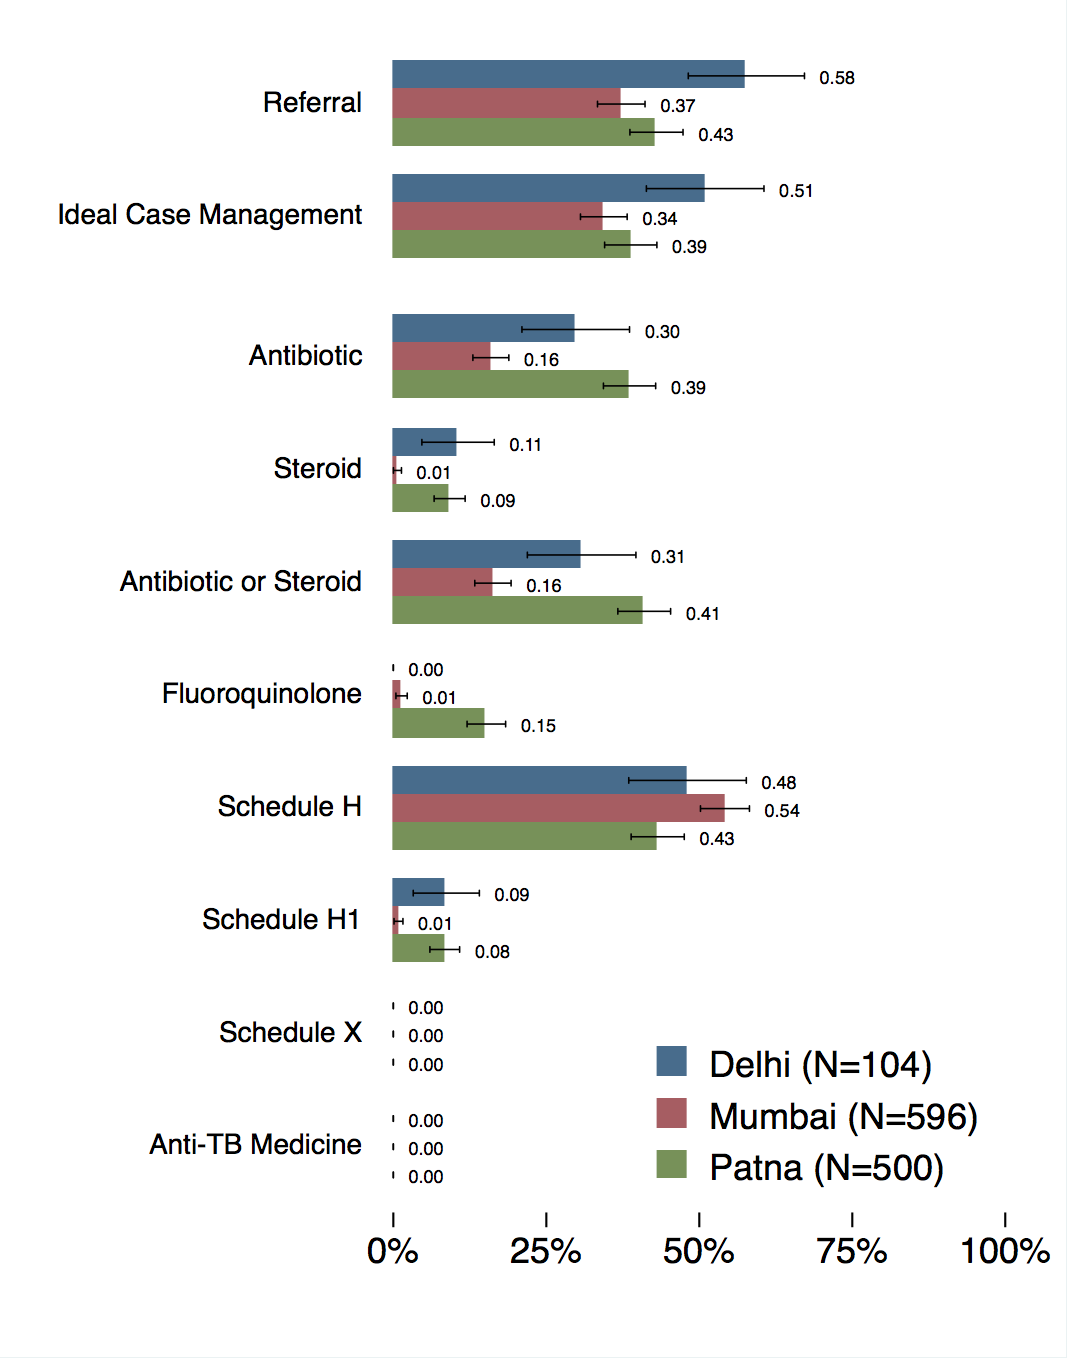 Referral
0.58
0.37
0.43
Ideal Case Management
0.51
0.34
0.39
Antibiotic
0.30
0.16
0.39
Steroid
0.11
0.01
0.09
Antibiotic or Steroid
0.31
0.16
0.41
Fluoroquinolone
0.00
0.01
0.15
Schedule H
0.48
0.54
0.43
Schedule H1
0.09
0.01
0.08
Schedule X
0.00
0.00
0.00
Anti-TB Medicine
0.00
0.00
0.00
Delhi (N=104)
Mumbai (N=596)
Patna (N=500)
0% 25% 50% 75% 100%